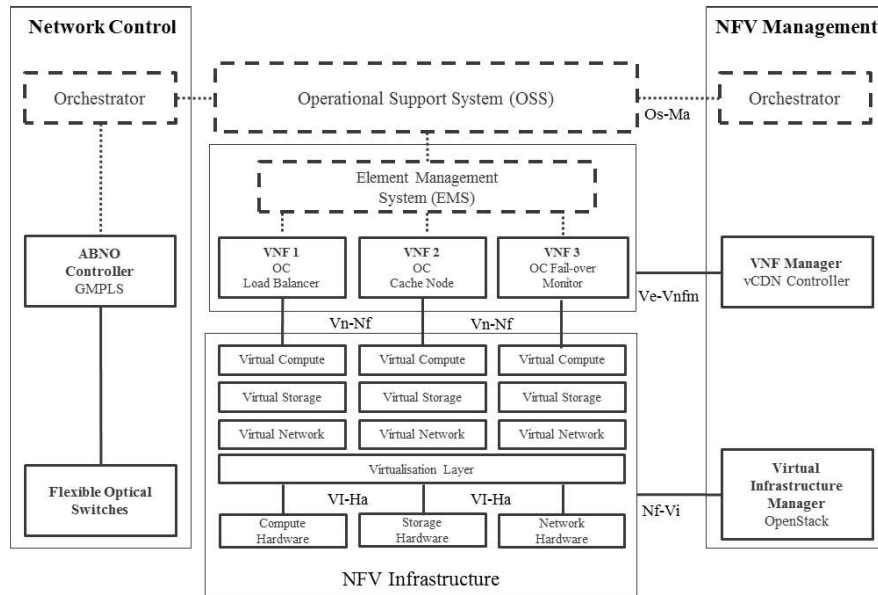 Network Control
NFV Management
Orchestrator
Operational Support System (OSS)
Orchestrator
Os-Ma
Element Management
System (EMS)
ABNO
Controller
GMPLS
VNF 1
OC
Load Balancer
VNF 2
OC
Cache Node
VNF 3
OC Fail-over
Monitor
VNF Manager
vCDN Controller
Ve-Vnfm
Vn-Nf
Vn-Nf
Virtual Compute
Virtual Compute
Virtual Compute
Virtual Storage
Virtual Storage
Virtual Storage
Virtual Network
Virtual Network
Virtual Network
Virtualisation Layer
Flexible Optical
Switches
VI-Ha
VI-Ha
Nf-Vi
Virtual
Infrastructure
Manager
OpenStack
Compute
Hardware
Storage
Hardware
Network
Hardware
NFV Infrastructure